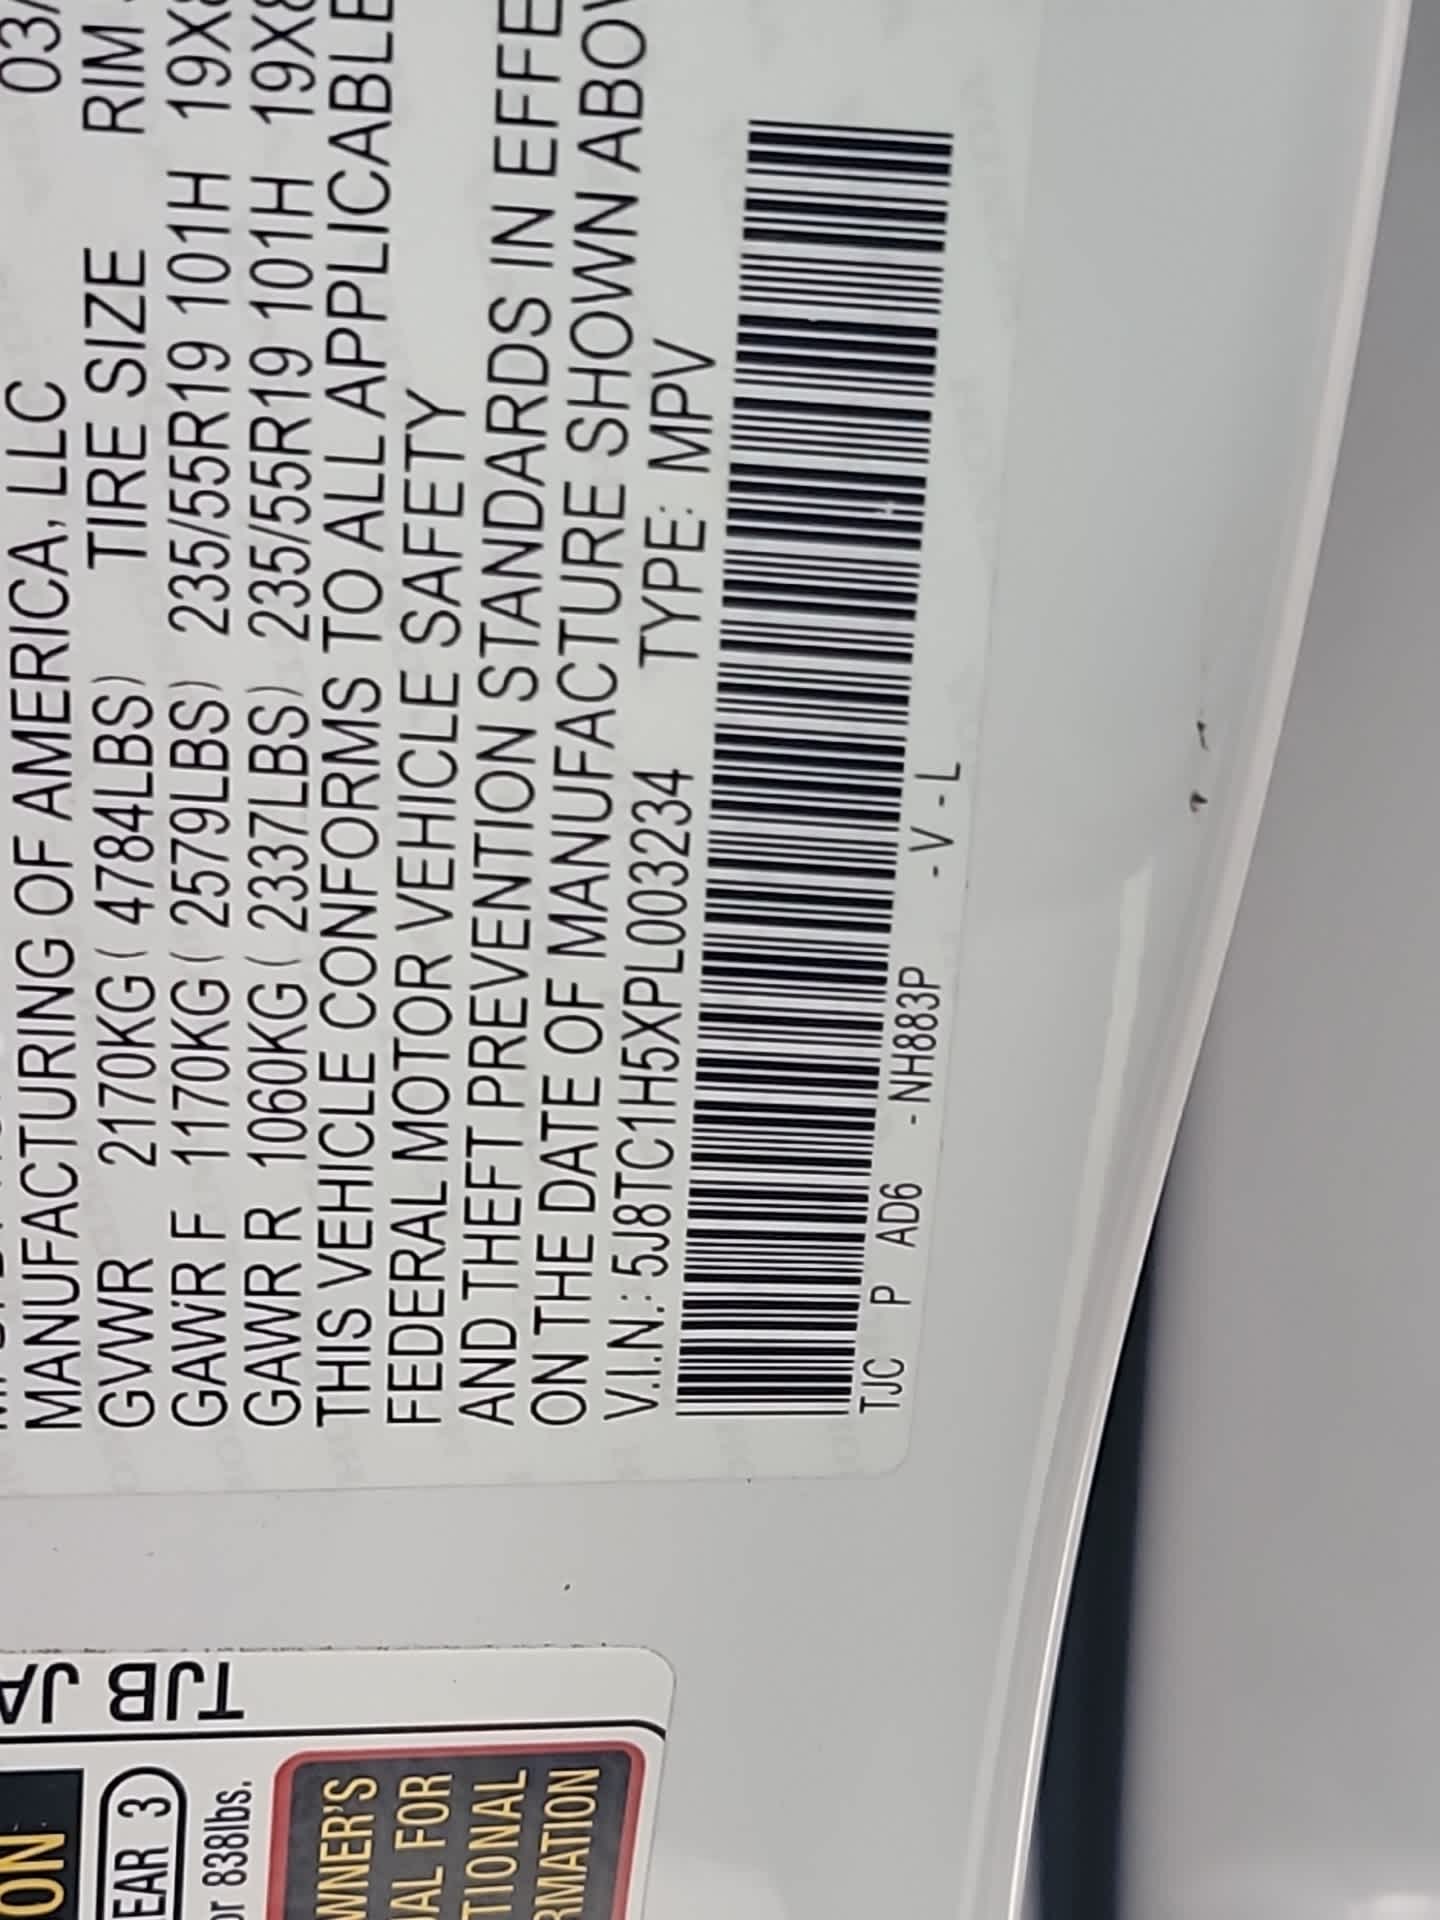 MANUFACTURING OF AMERICA, LLC 03/
TIRE SIZE RIM
GVWR 2170KG ( 4784LBS)
GAWR F 1170KG ( 2579LBS) 235/55R19 101H 19X8
GAWR R 1060KG ( 2337LBS) 235/55R19 101H 19X8
THIS VEHICLE CONFORMS TO ALL APPLICABLE
FEDERAL MOTOR VEHICLE SAFETY
AND THEFT PREVENTION STANDARDS IN EFFE
ON THE DATE OF MANUFACTURE SHOWN ABOV
V.I.N.: 5J8TC1H5XPL003234 TYPE: MPV
TJC P AD6 -NH883P -V-L
TJB JA
ON
EAR 3
or 838lbs.
WNER'S
AL FOR
TIONAL
RMATION